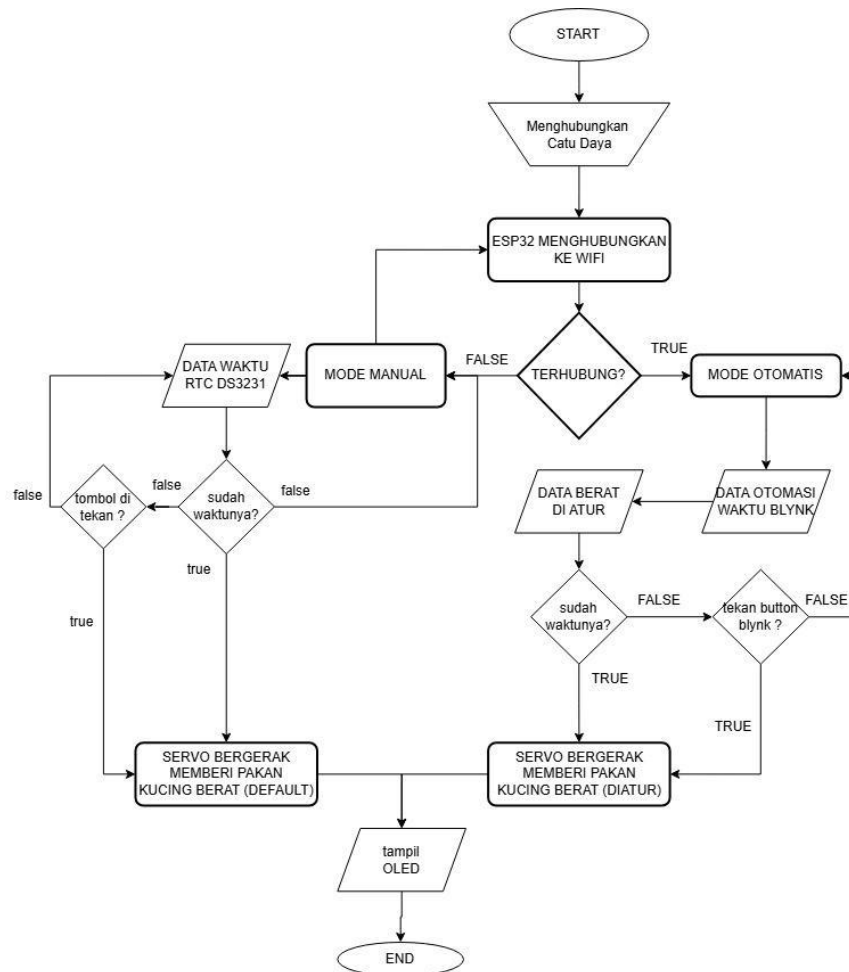 START
Menghubungkan
Catu Daya
ESP32 MENGHUBUNGKAN
KE WIFI
TERHUBUNG?
FALSE
TRUE
MODE MANUAL
MODE OTOMATIS
DATA WAKTU
RTC DS3231
sudah
waktunya?
false
false
true
tombol di
tekan ?
false
true
DATA OTOMASI
WAKTU BLYNK
DATA BERAT
DI ATUR
sudah
waktunya?
FALSE
TRUE
tekan button
blynk ?
FALSE
TRUE
SERVO BERGERAK
MEMBERI PAKAN
KUCING BERAT (DEFAULT)
SERVO BERGERAK
MEMBERI PAKAN
KUCING BERAT (DIATUR)
tampil
OLED
END